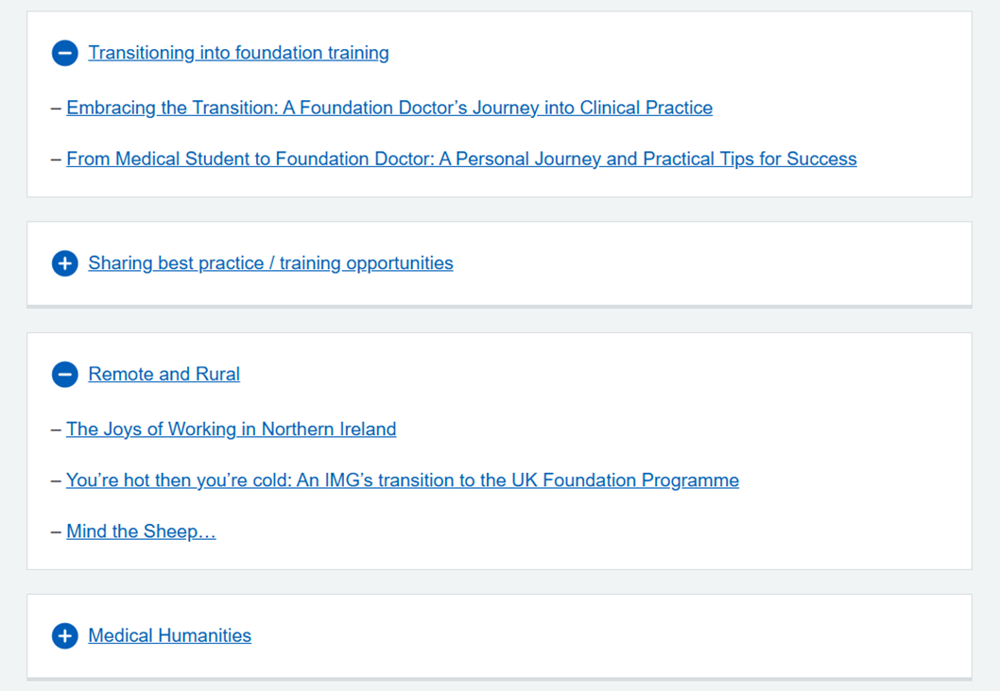 Transitioning into foundation training
– Embracing the Transition: A Foundation Doctor’s Journey into Clinical Practice
– From Medical Student to Foundation Doctor: A Personal Journey and Practical Tips for Success
Sharing best practice / training opportunities
Remote and Rural
– The Joys of Working in Northern Ireland
– You’re hot then you’re cold: An IMG’s transition to the UK Foundation Programme
– Mind the Sheep…
Medical Humanities